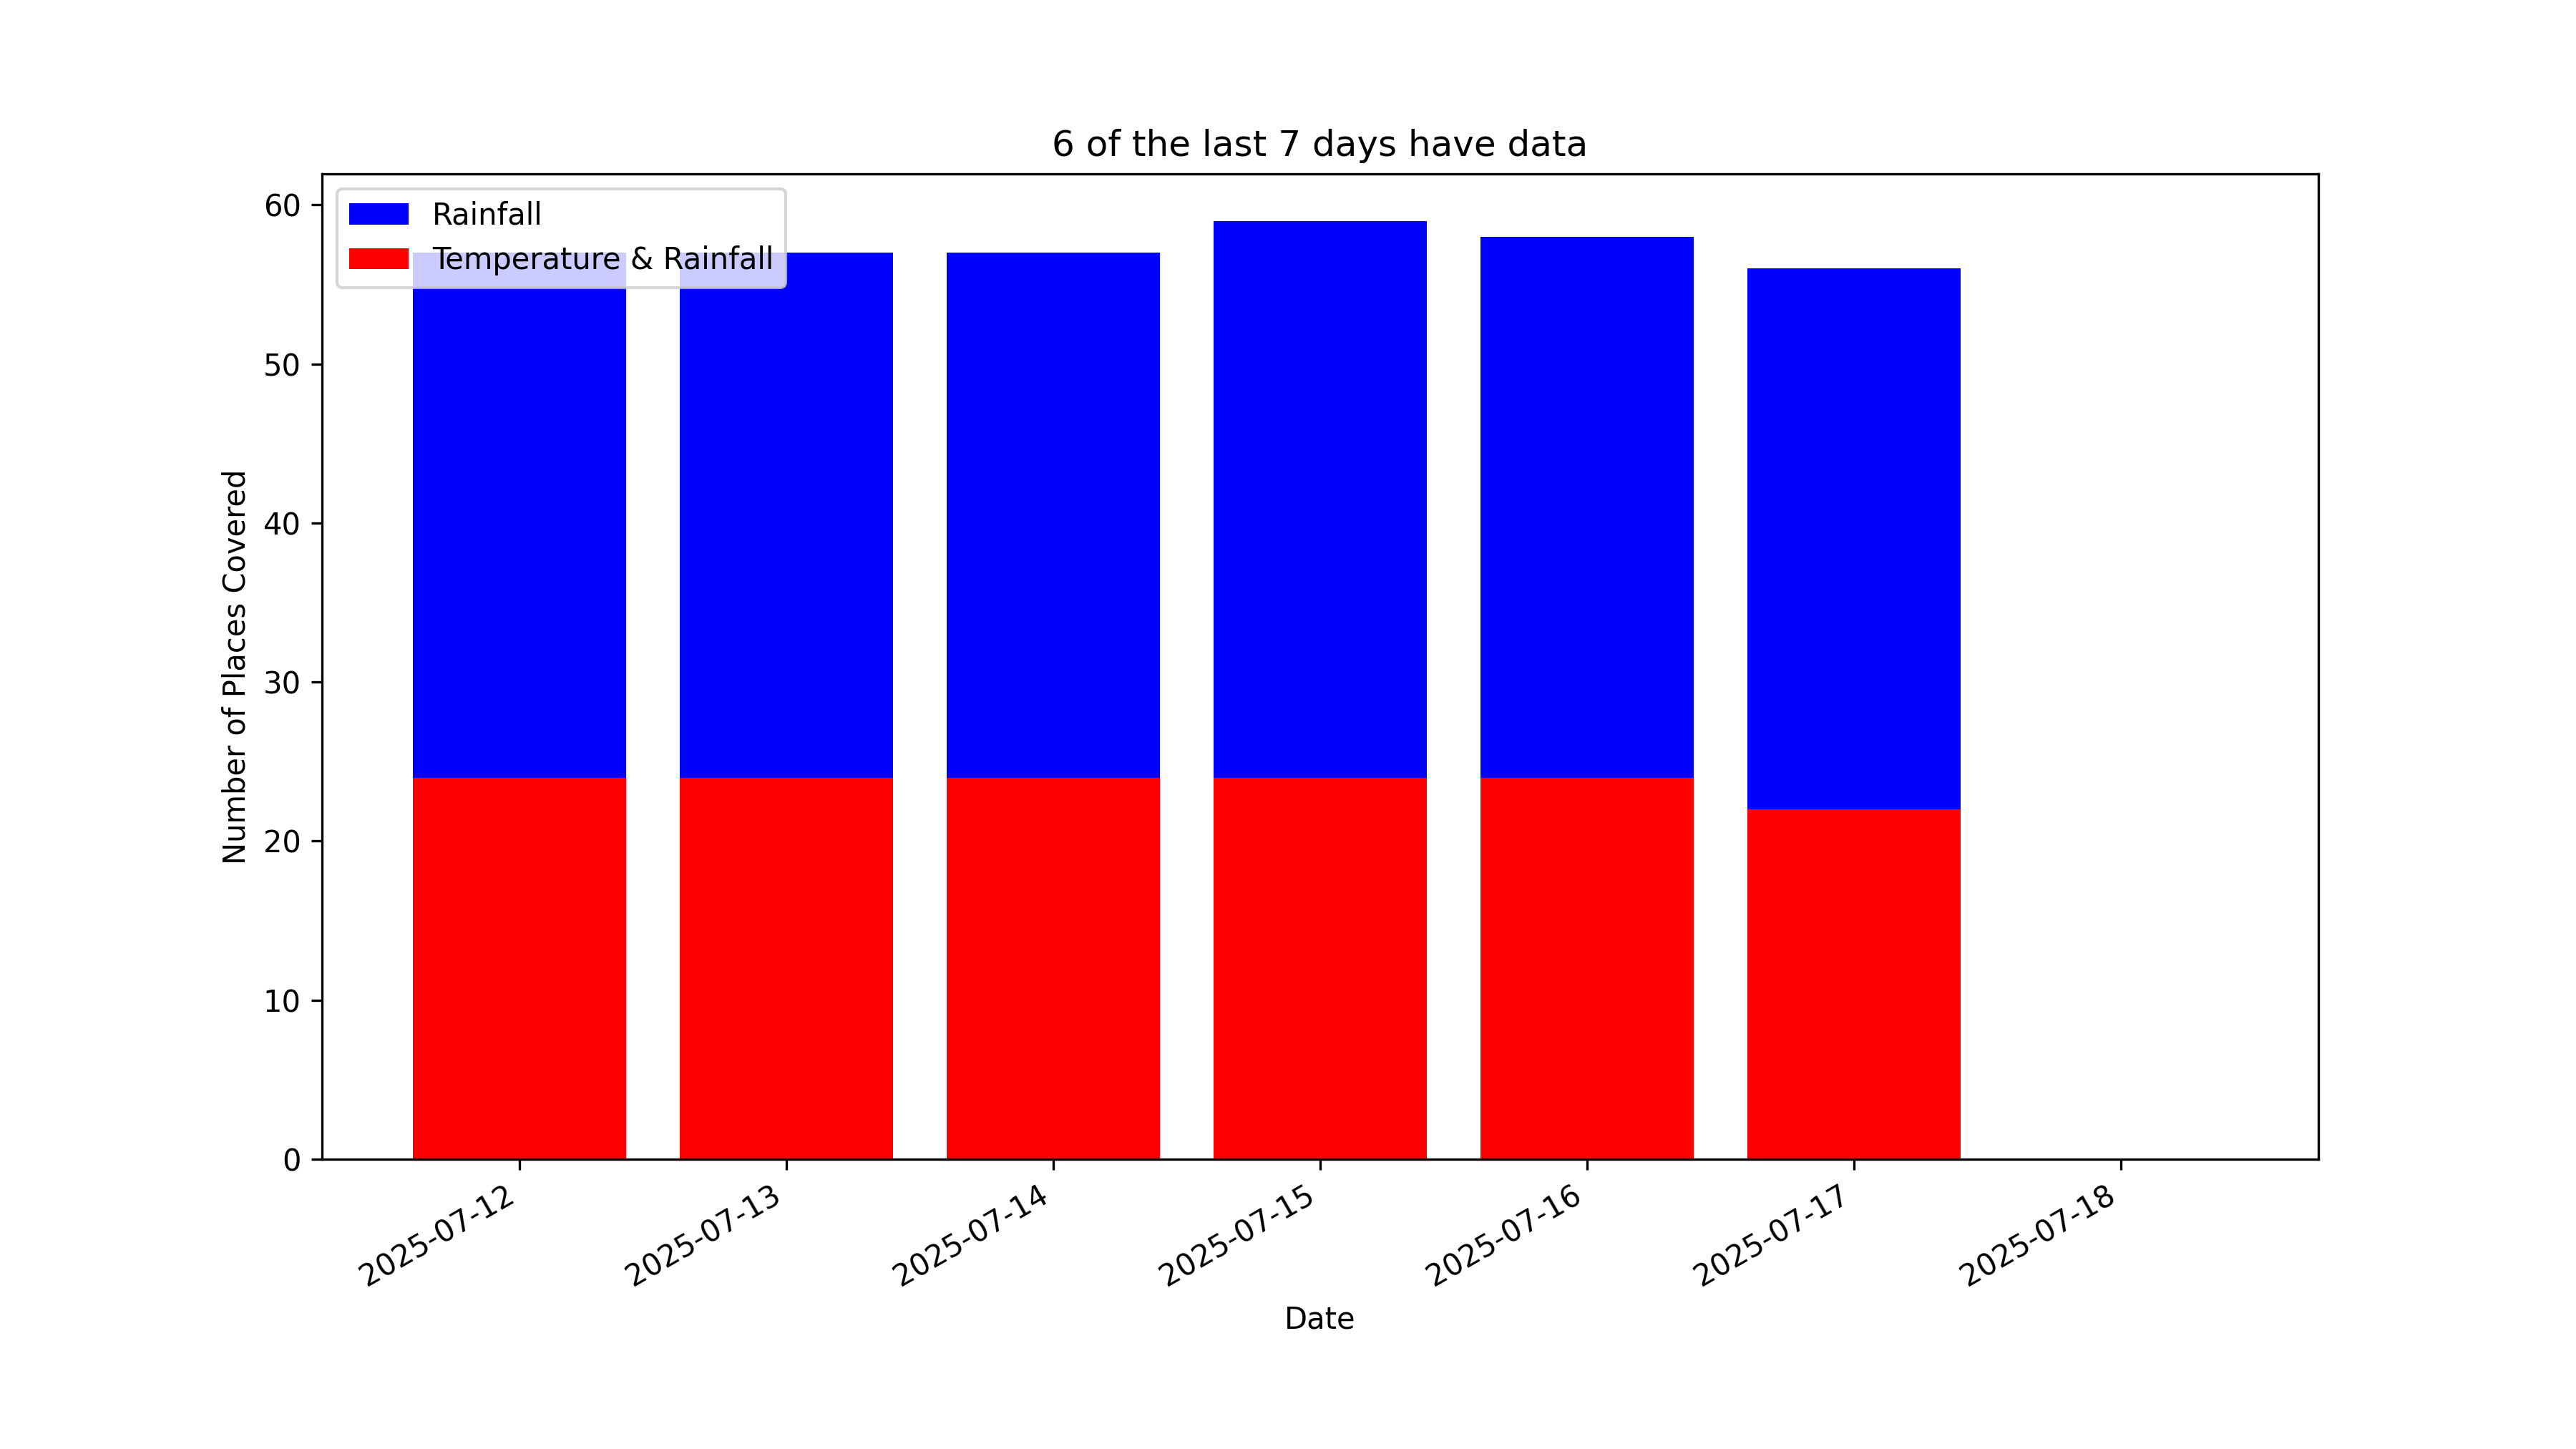 6 of the last 7 days have data
Rainfall
Temperature & Rainfall
60
50
40
30
20
10
0
Number of Places Covered
2025-07-12
2025-07-13
2025-07-14
2025-07-15
2025-07-16
2025-07-17
2025-07-18
Date